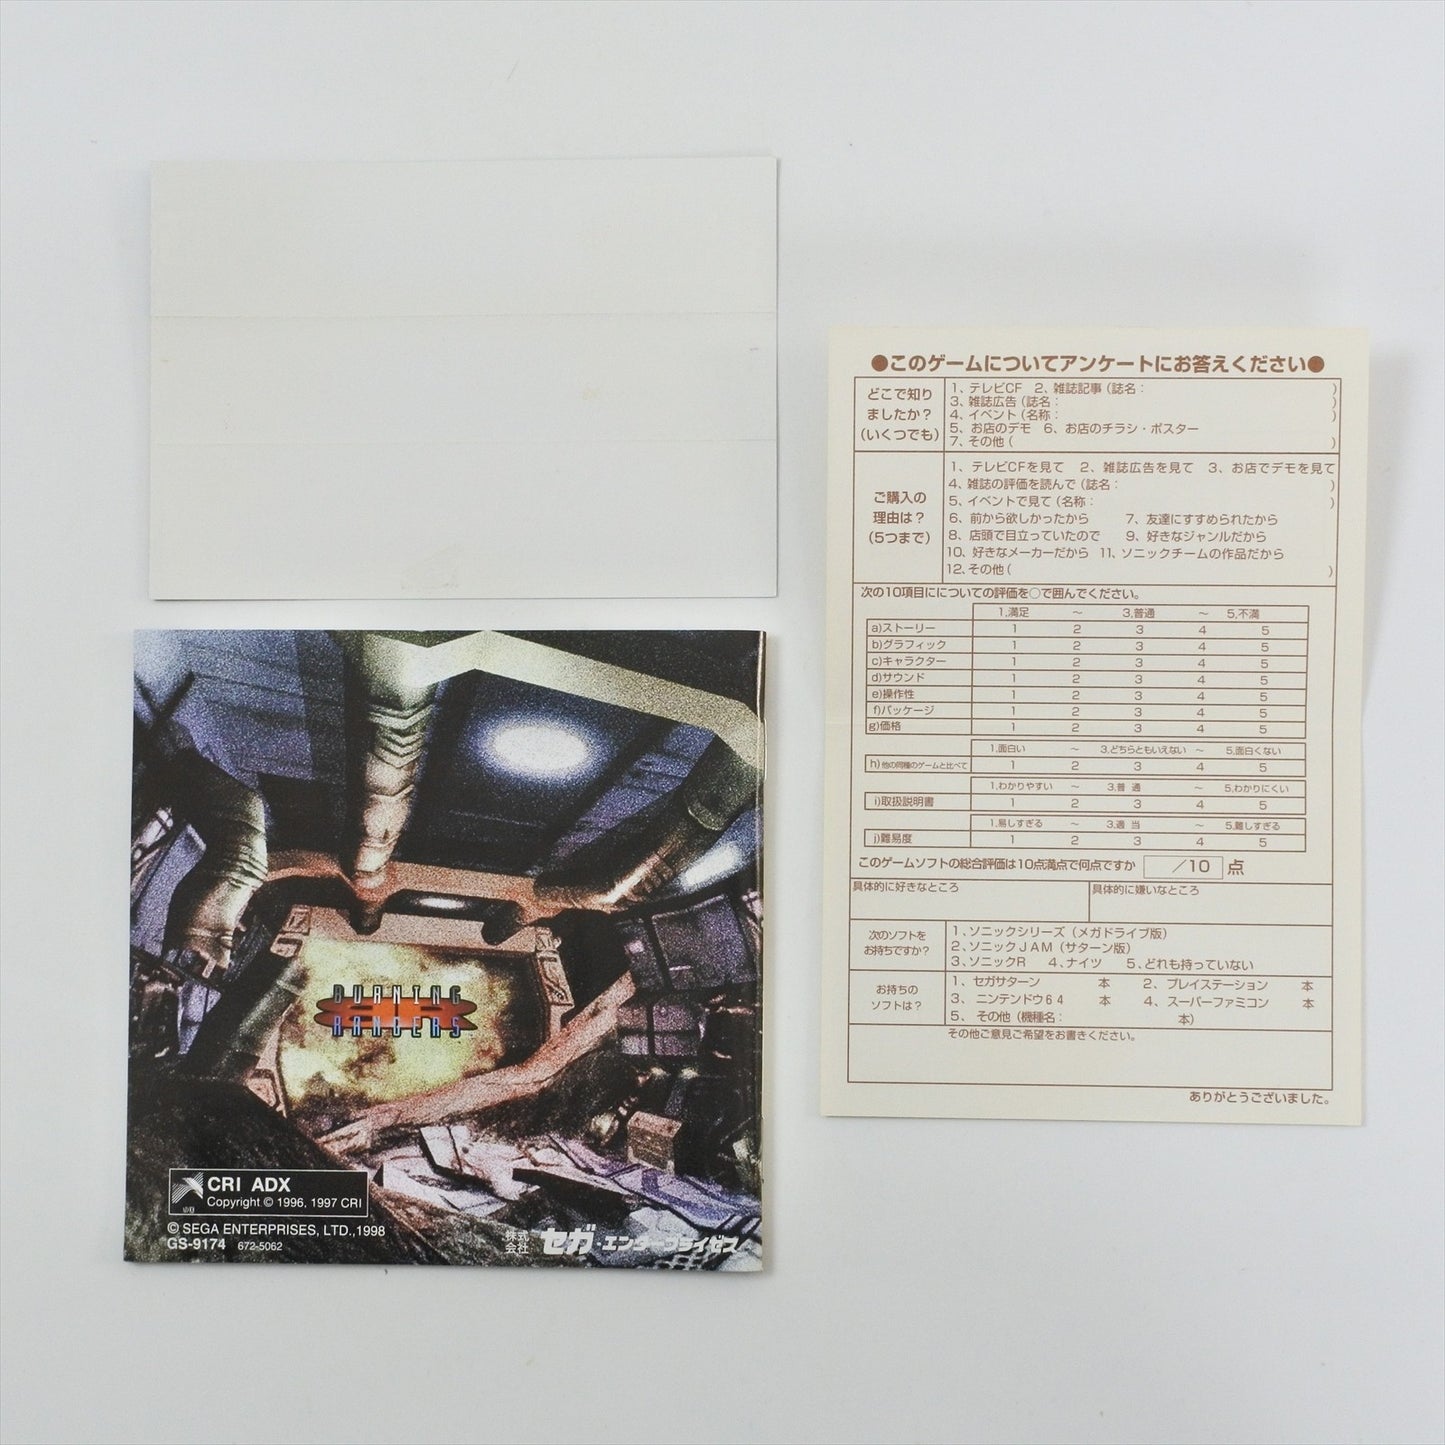 BURNING
RANGERS
CRI ADX
Copyright © 1996, 1997 CRI
© SEGA ENTERPRISES, LTD.,1998
GS-9174 672-5062
株式会社 セガ・エンタープライゼス
●このゲームについてアンケートにお答えください●
どこで知り
ましたか?
(いくつでも)
1、テレビCF 2、雑誌記事(誌名: )
3、雑誌広告(誌名: )
4、イベント(名称: )
5、お店のデモ 6、お店のチラシ・ポスター
7、その他( )
ご購入の
理由は?
(5つまで)
1、テレビCFを見て 2、雑誌広告を見て 3、お店でデモを見て
4、雑誌の評価を読んで(誌名: )
5、イベントで見て(名称: )
6、前から欲しかったから 7、友達にすすめられたから
8、店頭で目立っていたので 9、好きなジャンルだから
10、好きなメーカーだから 11、ソニックチームの作品だから
12、その他( )
次の10項目にについての評価を○で囲んでください。
1,満足 ～ 3,普通 ～ 5,不満
a)ストーリー 1 2 3 4 5
b)グラフィック 1 2 3 4 5
c)キャラクター 1 2 3 4 5
d)サウンド 1 2 3 4 5
e)操作性 1 2 3 4 5
f)パッケージ 1 2 3 4 5
g)価格 1 2 3 4 5
1,面白い ～ 3,どちらともいえない ～ 5,面白くない
h)他の同種のゲームと比べて 1 2 3 4 5
1,わかりやすい ～ 3,普 通 ～ 5,わかりにくい
i)取扱説明書 1 2 3 4 5
1,易しすぎる ～ 3,適 当 ～ 5,難しすぎる
j)難易度 1 2 3 4 5
このゲームソフトの総合評価は10点満点で何点ですか ／10 点
具体的に好きなところ
具体的に嫌いなところ
次のソフトを
お持ちですか?
1、ソニックシリーズ(メガドライブ版)
2、ソニックJAM(サターン版)
3、ソニックR 4、ナイツ 5、どれも持っていない
お持ちの
ソフトは?
1、セガサターン 本 2、プレイステーション 本
3、ニンテンドウ64 本 4、スーパーファミコン 本
5、その他(機種名: 本)
その他ご意見ご希望をお書きください。
ありがとうございました。